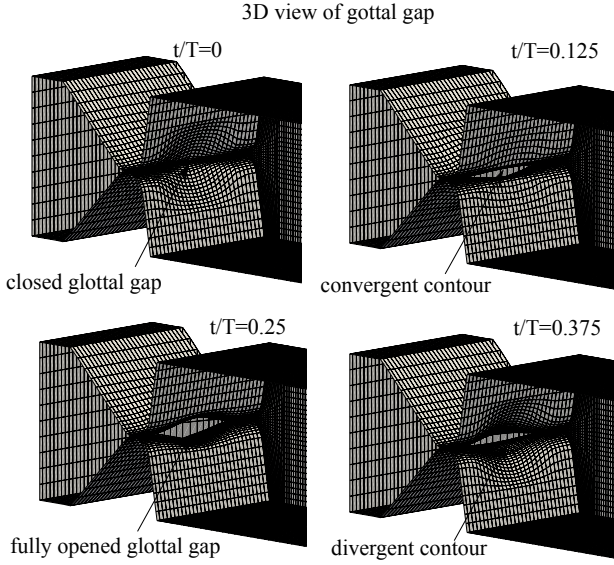 3D view of gottal gap
t/T=0
t/T=0.125
closed glottal gap
convergent contour
t/T=0.25
t/T=0.375
fully opened glottal gap
divergent contour